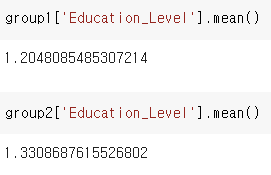 group1['Education_Level'].mean()
1.2048085485307214
group2['Education_Level'].mean()
1.3308687615526802